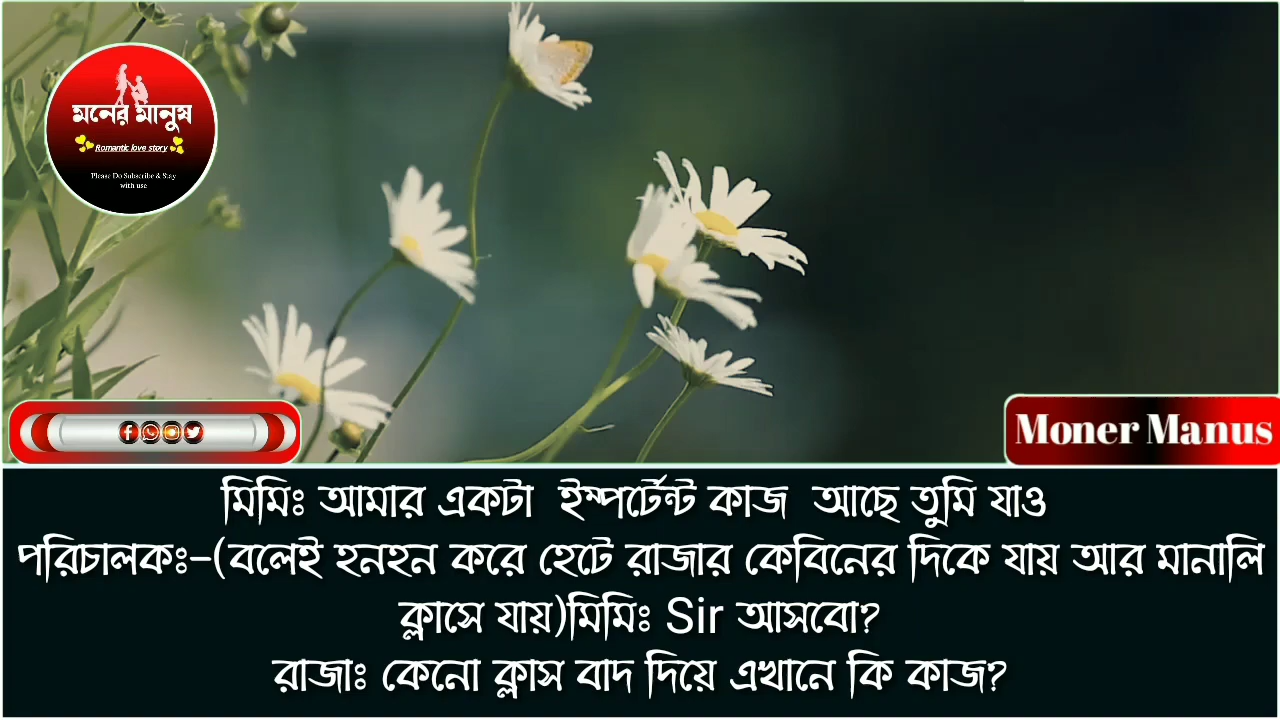 মনের মানুষ
Romantic love story
Please Do Subscribe & Stay
with use
Moner Manus
মিমিঃ আমার একটা ইম্পর্টেন্ট কাজ আছে তুমি যাও
পরিচালকঃ-(বলেই হনহন করে হেটে রাজার কেবিনের দিকে যায় আর মানালি
ক্লাসে যায়)মিমিঃ Sir আসবো?
রাজাঃ কেনো ক্লাস বাদ দিয়ে এখানে কি কাজ?